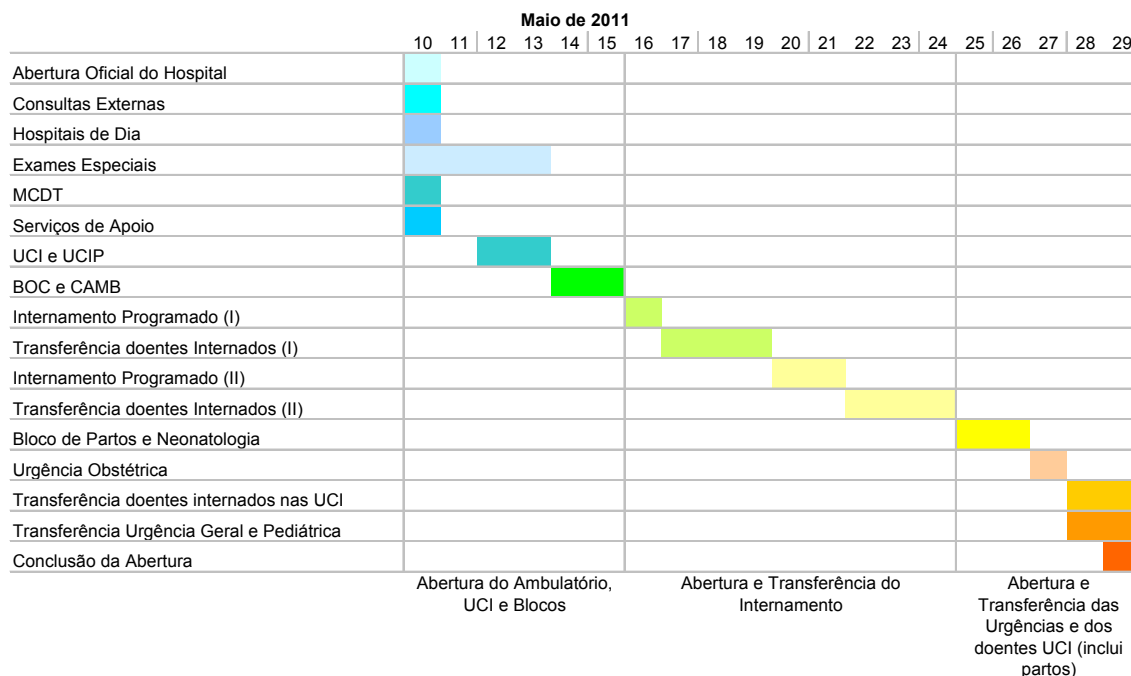 Maio de 2011
10 11 12 13 14 15 16 17 18 19 20 21 22 23 24 25 26 27 28 29
Abertura Oficial do Hospital
Consultas Externas
Hospitais de Dia
Exames Especiais
MCDT
Serviços de Apoio
UCI e UCIP
BOC e CAMB
Internamento Programado (I)
Transferência doentes Internados (I)
Internamento Programado (II)
Transferência doentes Internados (II)
Bloco de Partos e Neonatologia
Urgência Obstétrica
Transferência doentes internados nas UCI
Transferência Urgência Geral e Pediátrica
Conclusão da Abertura
Abertura do Ambulatório,
UCI e Blocos
Abertura e Transferência do
Internamento
Abertura e
Transferência das
Urgências e dos
doentes UCI (inclui
partos)